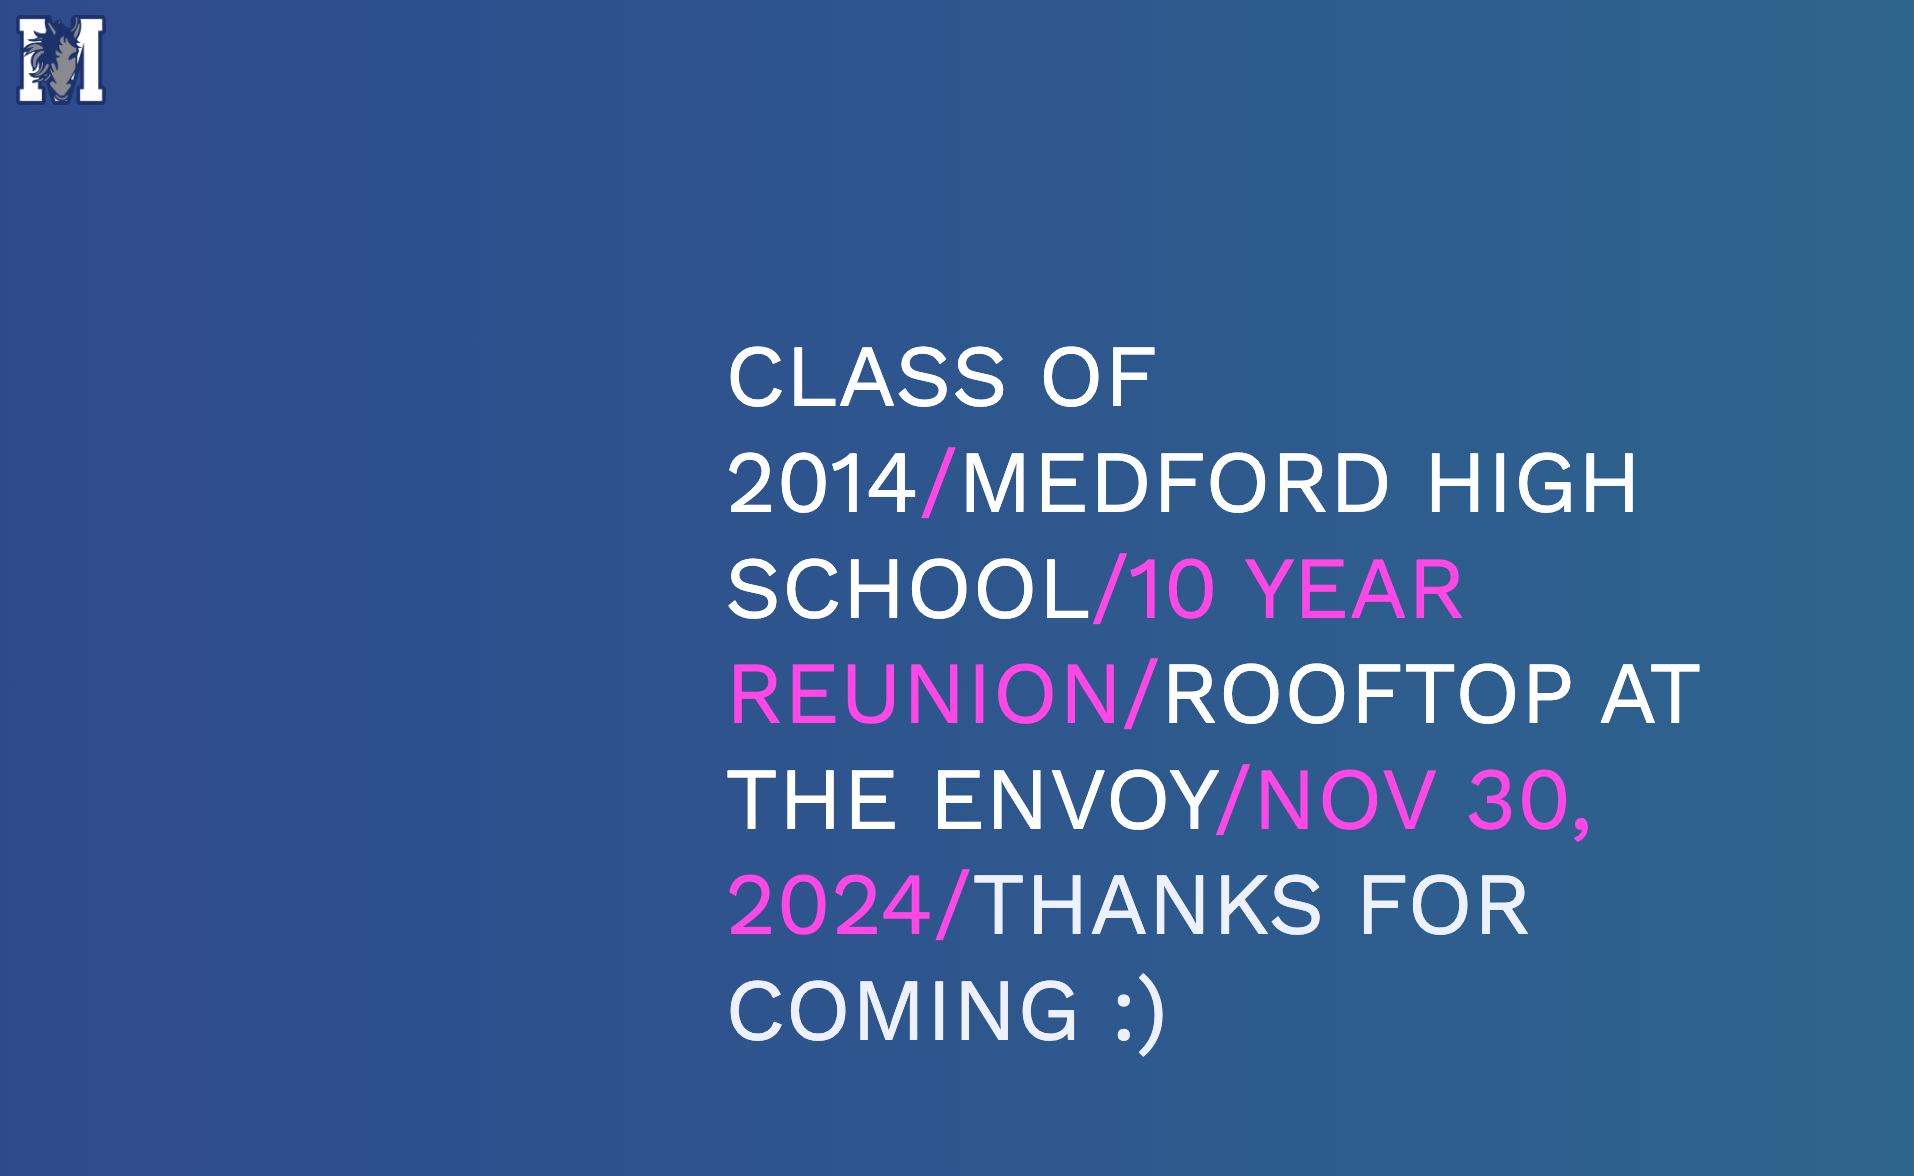 M
CLASS OF
2014/MEDFORD HIGH
SCHOOL/10 YEAR
REUNION/ROOFTOP AT
THE ENVOY/NOV 30,
2024/THANKS FOR
COMING :)